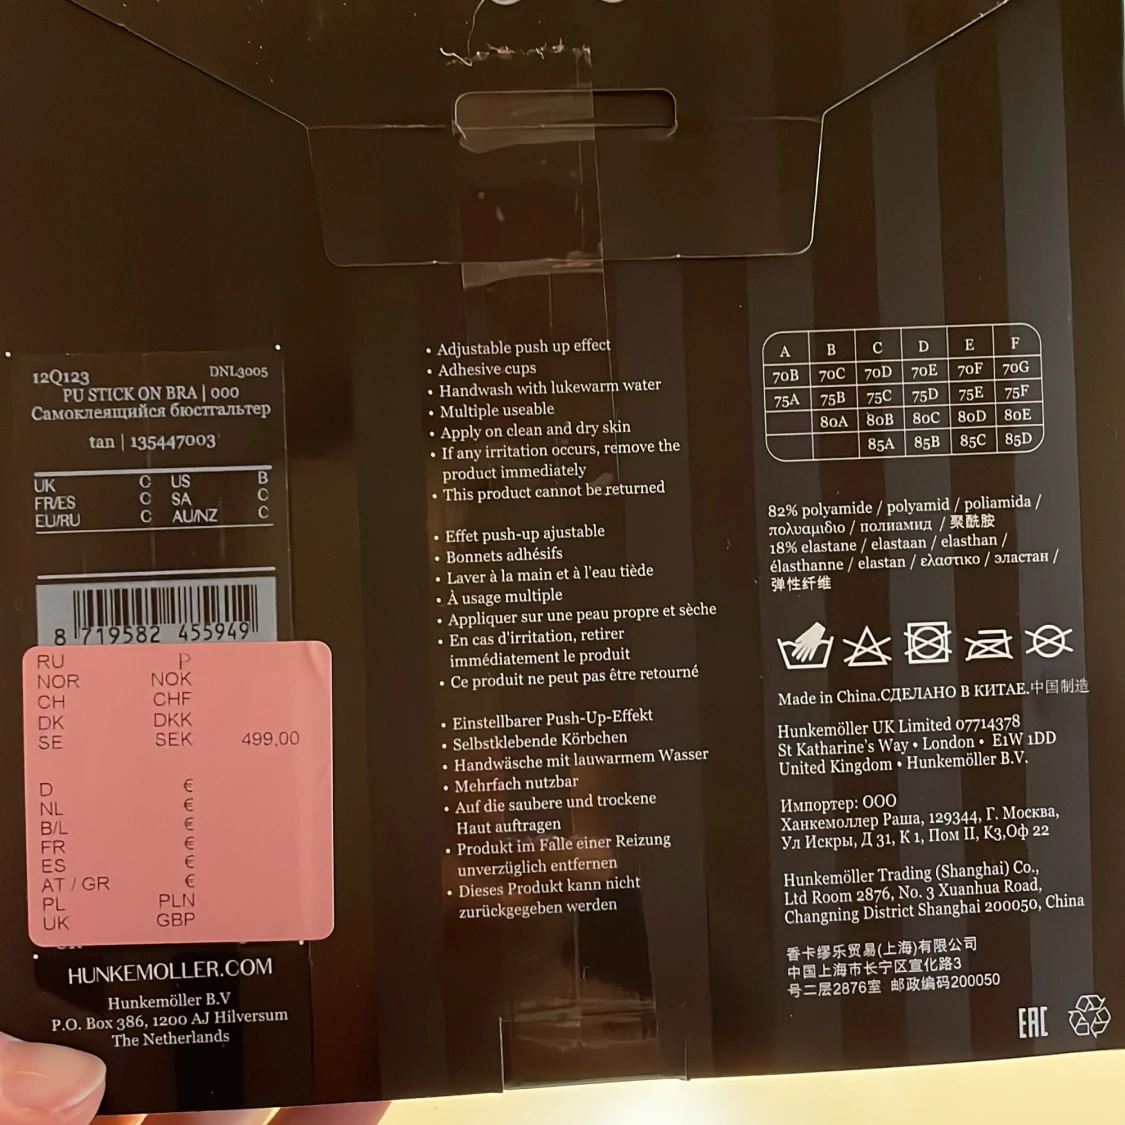 12Q123 DNL3005
PU STICK ON BRA | 000
Самоклеящийся бюстгальтер
tan | 135447003
UK C US B
FR/ES C SA C
EU/RU C AU/NZ C
8 719582 455949
RU P
NOR NOK
CH CHF
DK DKK
SE SEK 499,00
D €
NL €
B/L €
FR €
ES €
AT / GR €
PL PLN
UK GBP
HUNKEMOLLER.COM
Hunkemöller B.V
P.O. Box 386, 1200 AJ Hilversum
The Netherlands
• Adjustable push up effect
• Adhesive cups
• Handwash with lukewarm water
• Multiple useable
• Apply on clean and dry skin
• If any irritation occurs, remove the
product immediately
• This product cannot be returned
• Effet push-up ajustable
• Bonnets adhésifs
• Laver à la main et à l'eau tiède
• À usage multiple
• Appliquer sur une peau propre et sèche
• En cas d'irritation, retirer
immédiatement le produit
• Ce produit ne peut pas être retourné
• Einstellbarer Push-Up-Effekt
• Selbstklebende Körbchen
• Handwäsche mit lauwarmem Wasser
• Mehrfach nutzbar
• Auf die saubere und trockene
Haut auftragen
• Produkt im Falle einer Reizung
unverzüglich entfernen
• Dieses Produkt kann nicht
zurückgegeben werden
A B C D E F
70B 70C 70D 70E 70F 70G
75A 75B 75C 75D 75E 75F
80A 80B 80C 80D 80E
85A 85B 85C 85D
82% polyamide / polyamid / poliamida /
πολυαμιδιο / полиамид / 聚酰胺
18% elastane / elastaan / elasthan /
élasthanne / elastan / ελαστικο / эластан /
弹性纤维
Made in China.СДЕЛАНО В КИТАЕ.中国制造
Hunkemöller UK Limited 07714378
St Katharine's Way • London • E1W 1DD
United Kingdom • Hunkemöller B.V.
Импортер: ООО
Ханкемоллер Раша, 129344, Г. Москва,
Ул Искры, Д 31, К 1, Пом II, К3,Оф 22
Hunkemöller Trading (Shanghai) Co.,
Ltd Room 2876, No. 3 Xuanhua Road,
Changning District Shanghai 200050, China
香卡缪乐贸易(上海)有限公司
中国上海市长宁区宣化路3
号二层2876室 邮政编码200050
EAC